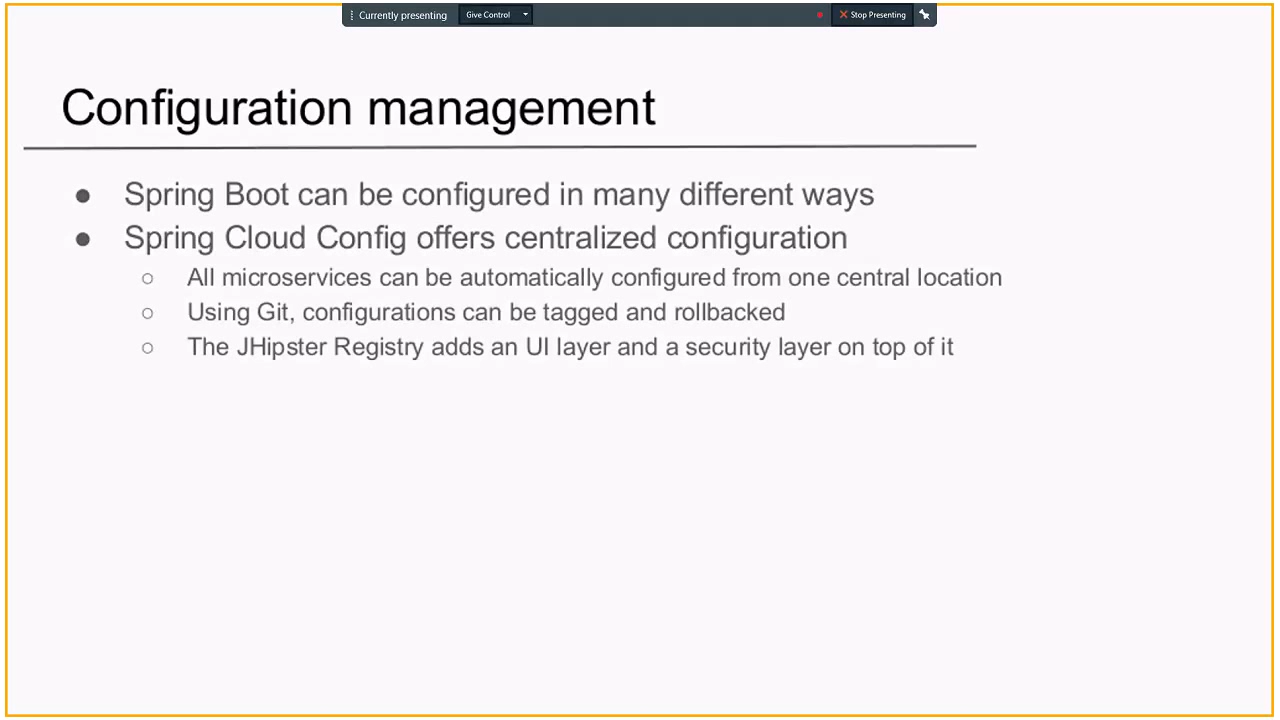 Currently presenting Give Control Stop Presenting
Configuration management
● Spring Boot can be configured in many different ways
● Spring Cloud Config offers centralized configuration
○ All microservices can be automatically configured from one central location
○ Using Git, configurations can be tagged and rollbacked
○ The JHipster Registry adds an UI layer and a security layer on top of it